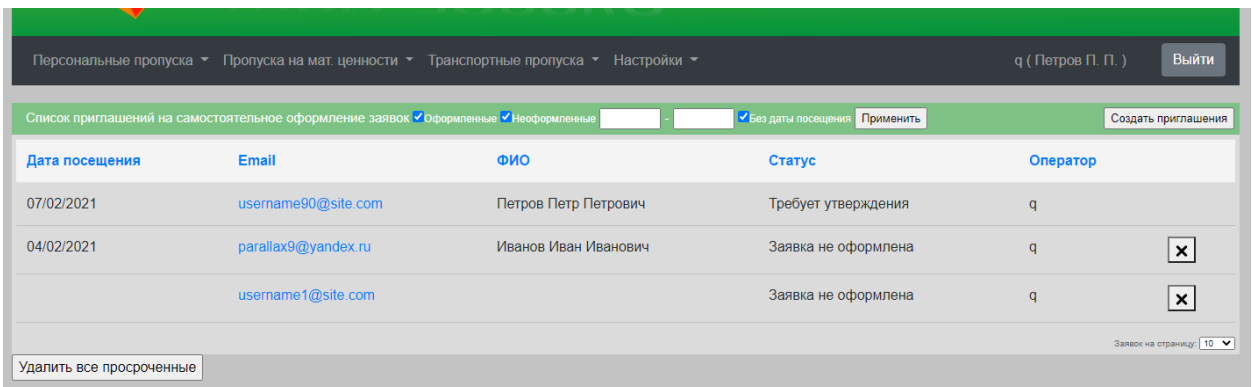 Персональные пропуска Пропуска на мат. ценности Транспортные пропуска Настройки q ( Петров П. П. ) Выйти
Список приглашений на самостоятельное оформление заявок Оформленные Неоформленные - Без даты посещения Применить Создать приглашения
Дата посещения Email ФИО Статус Оператор
07/02/2021 username90@site.com Петров Петр Петрович Требует утверждения q
04/02/2021 parallax9@yandex.ru Иванов Иван Иванович Заявка не оформлена q
username1@site.com Заявка не оформлена q
Заявок на страницу: 10
Удалить все просроченные